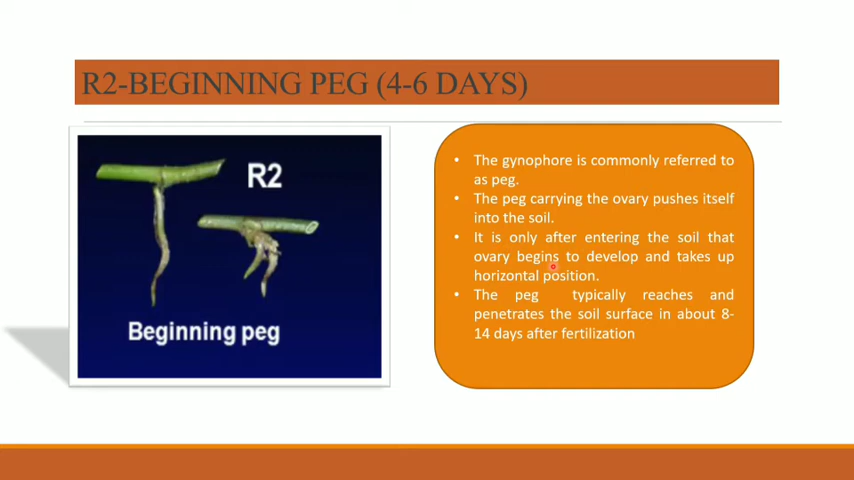 R2-BEGINNING PEG (4-6 DAYS)
R2
Beginning peg
• The gynophore is commonly referred to
as peg.
• The peg carrying the ovary pushes itself
into the soil.
• It is only after entering the soil that
ovary begins to develop and takes up
horizontal position.
• The peg typically reaches and
penetrates the soil surface in about 8-
14 days after fertilization